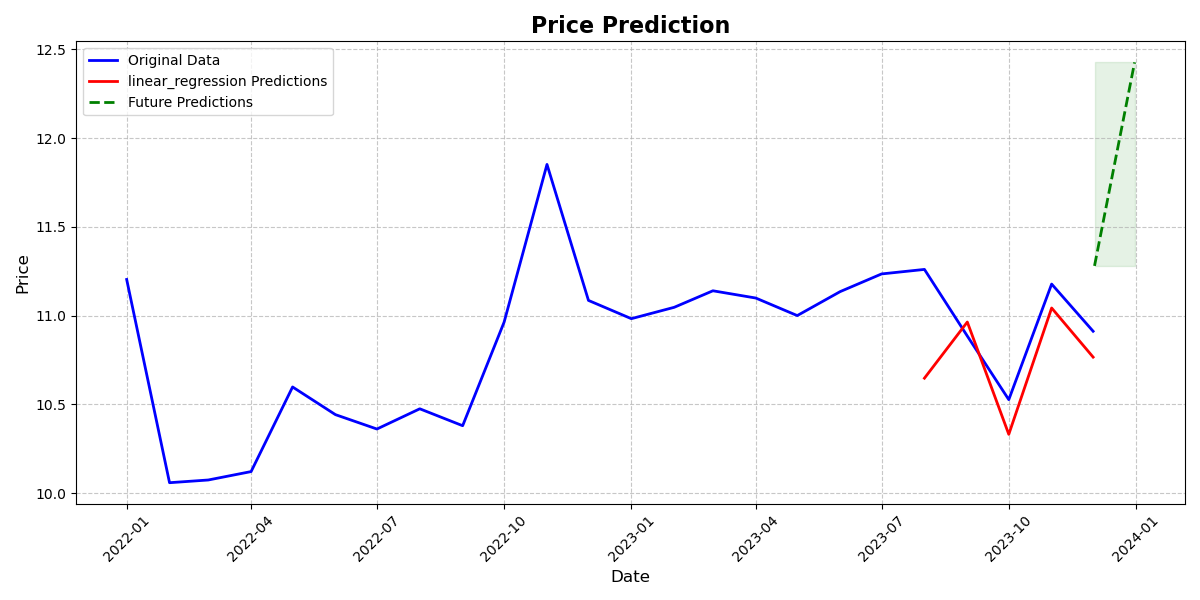 Price Prediction
Original Data
linear_regression Predictions
Future Predictions
Price
12.5
12.0
11.5
11.0
10.5
10.0
2022-01
2022-04
2022-07
2022-10
2023-01
2023-04
2023-07
2023-10
2024-01
Date